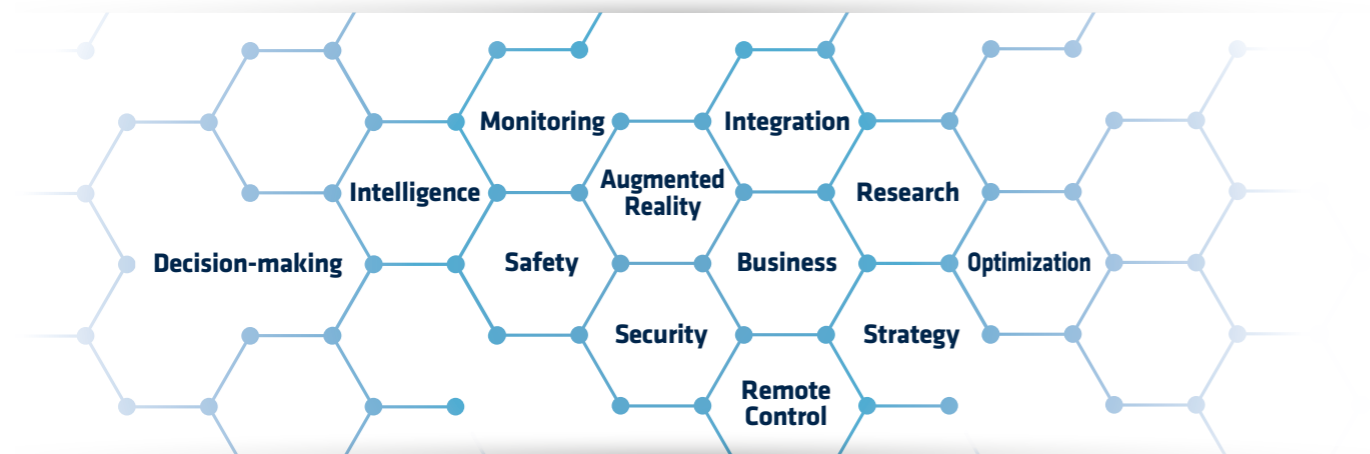 Monitoring
Integration
Intelligence
Augmented
Reality
Research
Decision-making
Safety
Business
Optimization
Security
Strategy
Remote
Control